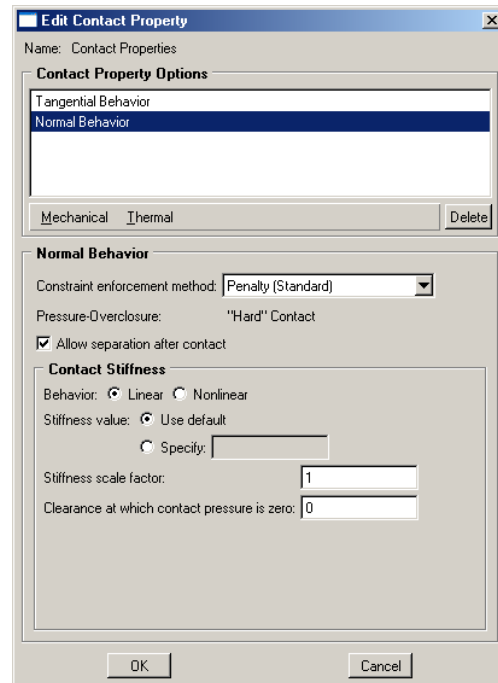 Edit Contact Property
Name: Contact Properties
Contact Property Options
Tangential Behavior
Normal Behavior
Mechanical Thermal Delete
Normal Behavior
Constraint enforcement method: Penalty (Standard)
Pressure-Overclosure: "Hard" Contact
Allow separation after contact
Contact Stiffness
Behavior: Linear Nonlinear
Stiffness value: Use default
Specify:
Stiffness scale factor: 1
Clearance at which contact pressure is zero: 0
OK Cancel